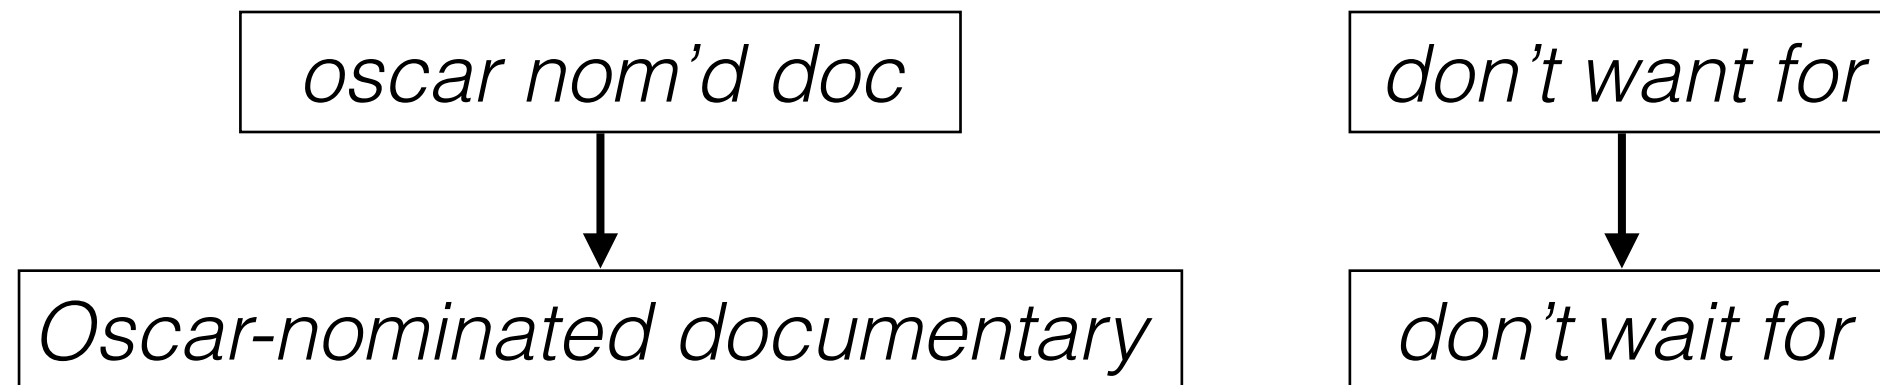 oscar nom’d doc
don’t want for
Oscar-nominated documentary
don’t wait for